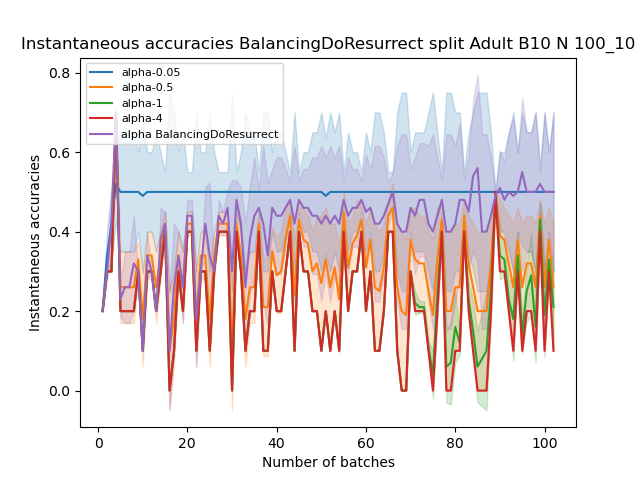 Instantaneous accuracies BalancingDoResurrect split Adult B10 N 100_10
alpha-0.05
alpha-0.5
alpha-1
alpha-4
alpha BalancingDoResurrect
Instantaneous accuracies
0.8
0.6
0.4
0.2
0.0
0 20 40 60 80 100
Number of batches